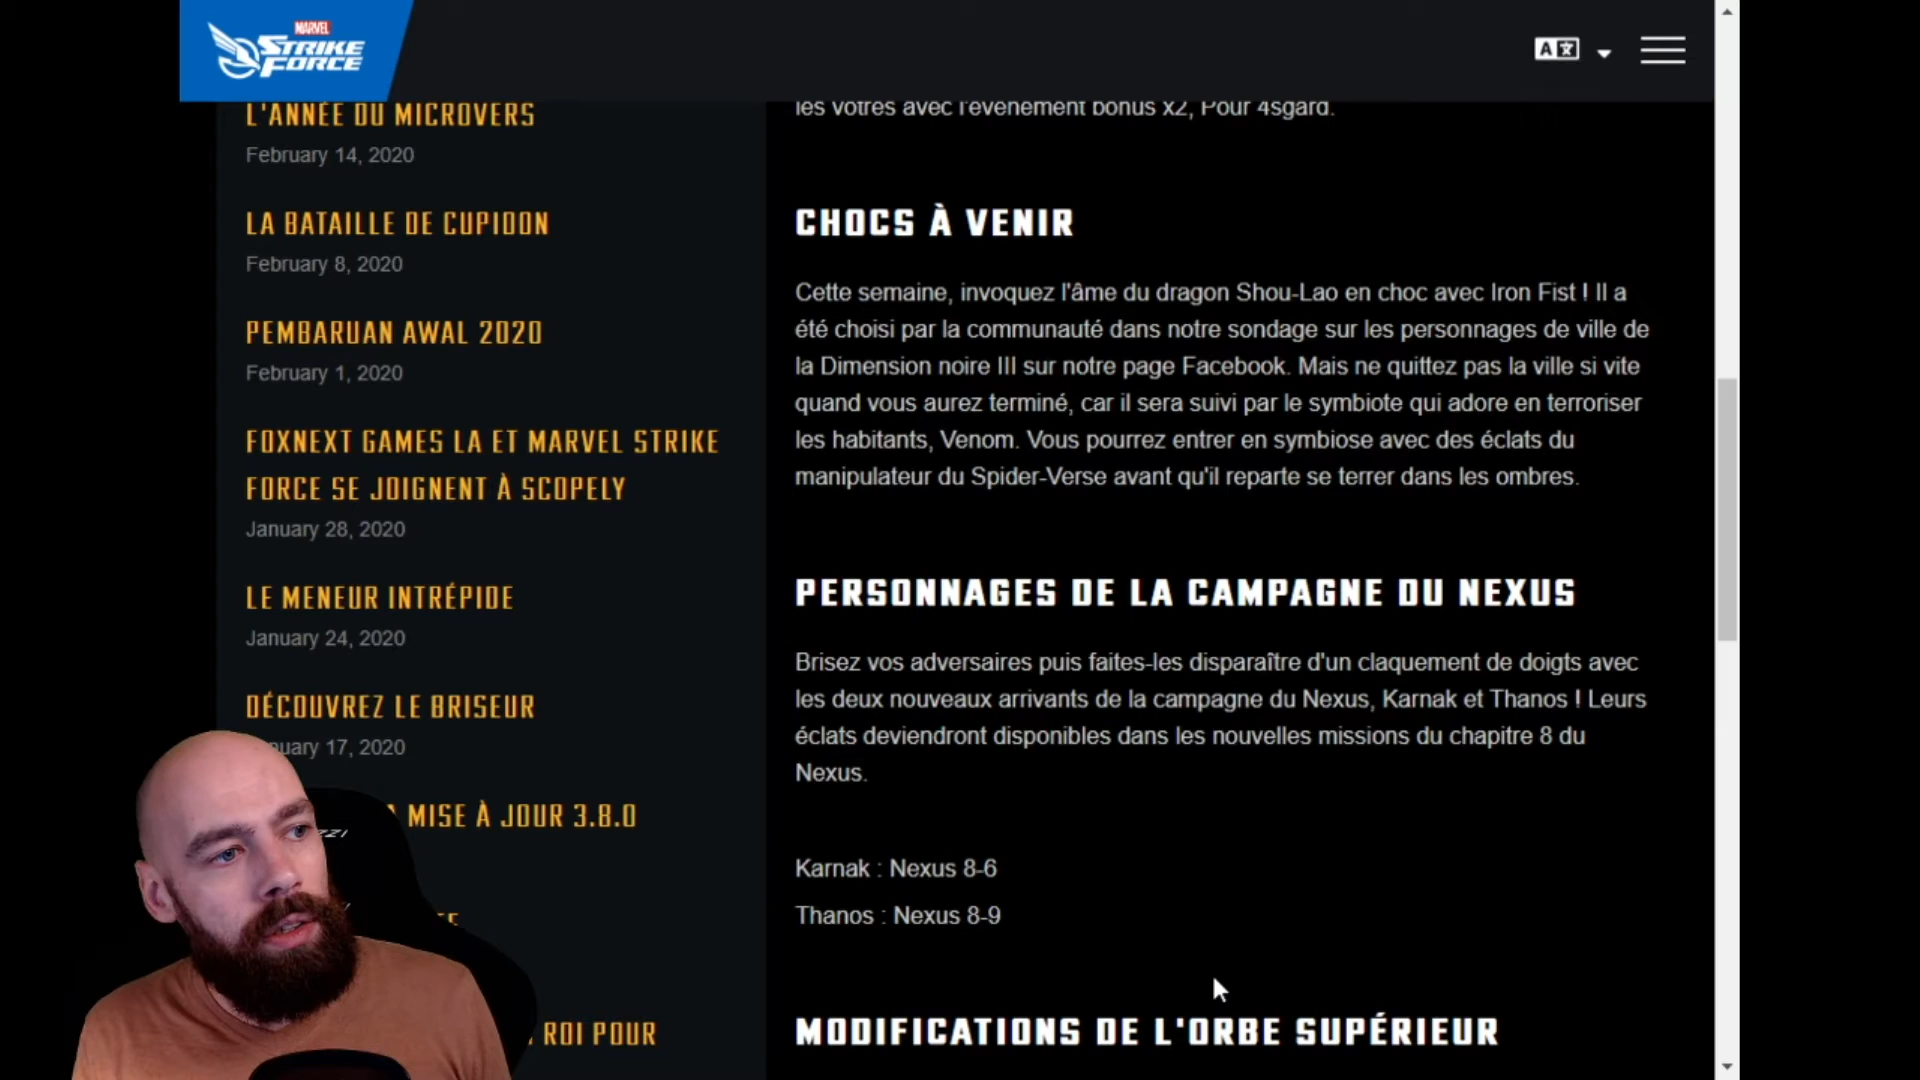 MARVEL
STRIKE
FORCE
L'ANNÉE DU MICROVERS
February 14, 2020
LA BATAILLE DE CUPIDON
February 8, 2020
PEMBARUAN AWAL 2020
February 1, 2020
FOXNEXT GAMES LA ET MARVEL STRIKE
FORCE SE JOIGNENT À SCOPELY
January 28, 2020
LE MENEUR INTRÉPIDE
January 24, 2020
DÉCOUVREZ LE BRISEUR
17, 2020
MISE À JOUR 3.8.0
ROI POUR
les vôtres avec l'événement bonus x2, Pour 4sgard.
CHOCS À VENIR
Cette semaine, invoquez l'âme du dragon Shou-Lao en choc avec Iron Fist ! Il a
été choisi par la communauté dans notre sondage sur les personnages de ville de
la Dimension noire III sur notre page Facebook. Mais ne quittez pas la ville si vite
quand vous aurez terminé, car il sera suivi par le symbiote qui adore en terroriser
les habitants, Venom. Vous pourrez entrer en symbiose avec des éclats du
manipulateur du Spider-Verse avant qu'il reparte se terrer dans les ombres.
PERSONNAGES DE LA CAMPAGNE DU NEXUS
Brisez vos adversaires puis faites-les disparaître d'un claquement de doigts avec
les deux nouveaux arrivants de la campagne du Nexus, Karnak et Thanos ! Leurs
éclats deviendront disponibles dans les nouvelles missions du chapitre 8 du
Nexus.
Karnak : Nexus 8-6
Thanos : Nexus 8-9
MODIFICATIONS DE L'ORBE SUPÉRIEUR